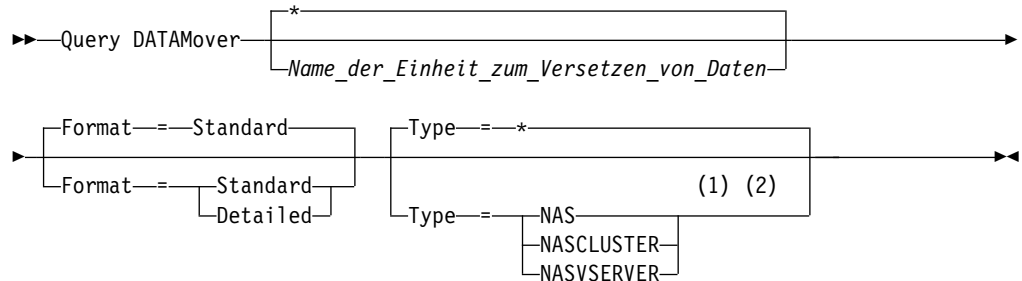 *
Query DATAMover
Name_der_Einheit_zum_Versetzen_von_Daten
Format = Standard
Type = *
Format = Standard
Detailed
(1) (2)
Type = NAS
NASCLUSTER
NASVSERVER